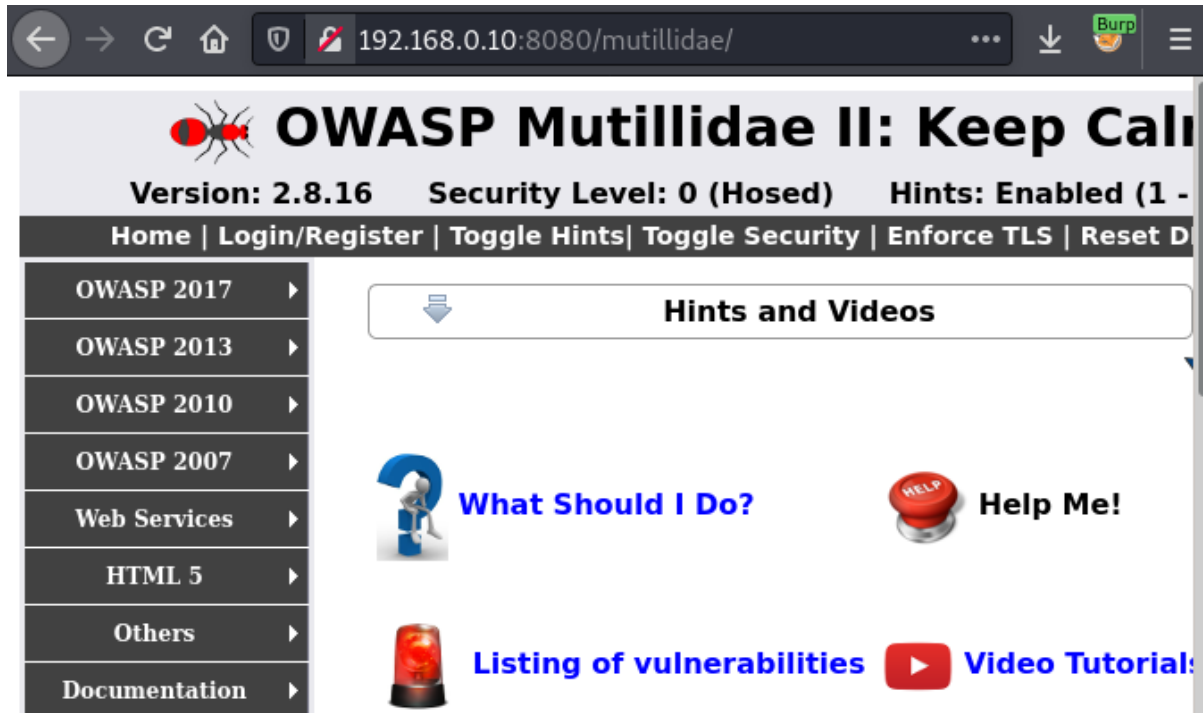 192.168.0.10:8080/mutillidae/
Burp
OWASP Mutillidae II: Keep
Version: 2.8.16 Security Level: 0 (Hosed) Hints: Enabled (1 -
Home | Login/Register | Toggle Hints| Toggle Security | Enforce TLS | Reset
OWASP 2017
Hints and Videos
OWASP 2013
OWASP 2010
OWASP 2007
What Should I Do?
HELP
Help Me!
Web Services
HTML 5
Others
Listing of vulnerabilities
Video Tutorials
Documentation